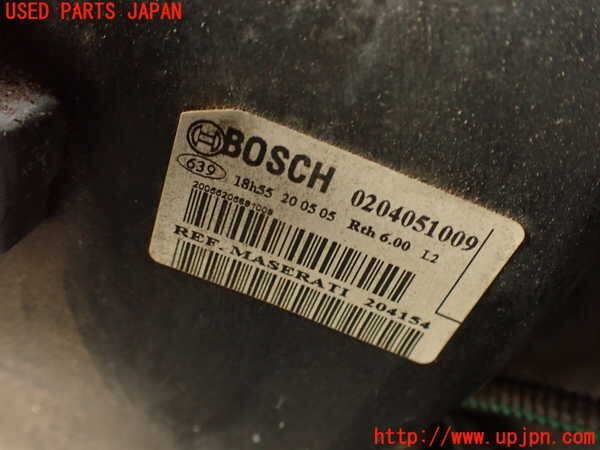 USED PARTS JAPAN
BOSCH 0204051009
639 18h55 20 05 05 Rth 6.00 L2
REF MASERATI 204154
http://www.upjpn.com/